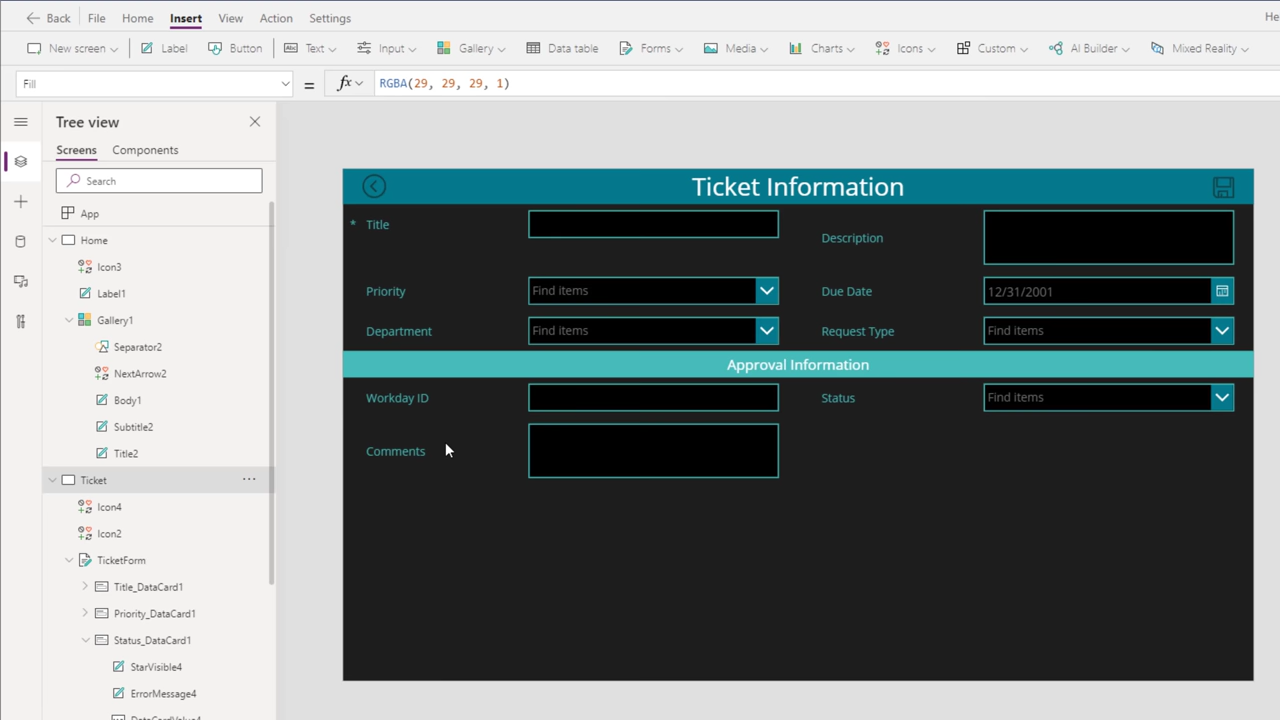 Back File Home Insert View Action Settings He
New screen Label Button Text Input Gallery Data table Forms Media Charts Icons Custom AI Builder Mixed Reality
Fill = fx RGBA(29, 29, 29, 1)
Tree view
Screens Components
Search
App
Home
Icon3
Label1
Gallery1
Separator2
NextArrow2
Body1
Subtitle2
Title2
Ticket ...
Icon4
Icon2
TicketForm
Title_DataCard1
Priority_DataCard1
Status_DataCard1
StarVisible4
ErrorMessage4
DataCardValue4
Ticket Information
* Title Description
Priority Find items Due Date 12/31/2001
Department Find items Request Type Find items
Approval Information
Workday ID Status Find items
Comments